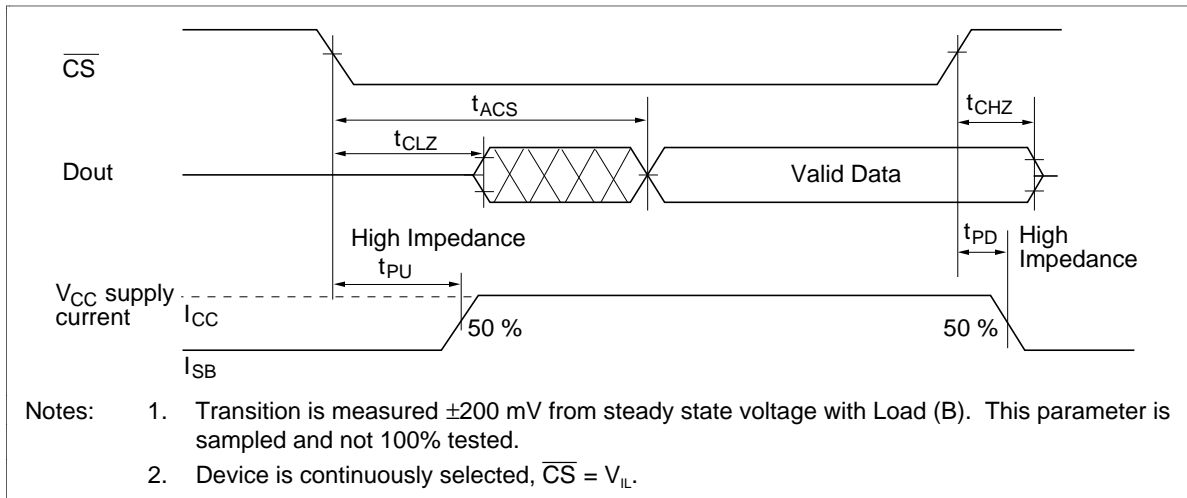 CS
tACS
tCHZ
tCLZ
Dout
Valid Data
High Impedance
tPD
High
Impedance
tPU
VCC supply
current
ICC
50 %
50 %
ISB
Notes: 1. Transition is measured ±200 mV from steady state voltage with Load (B). This parameter is
sampled and not 100% tested.
2. Device is continuously selected, CS = VIL.